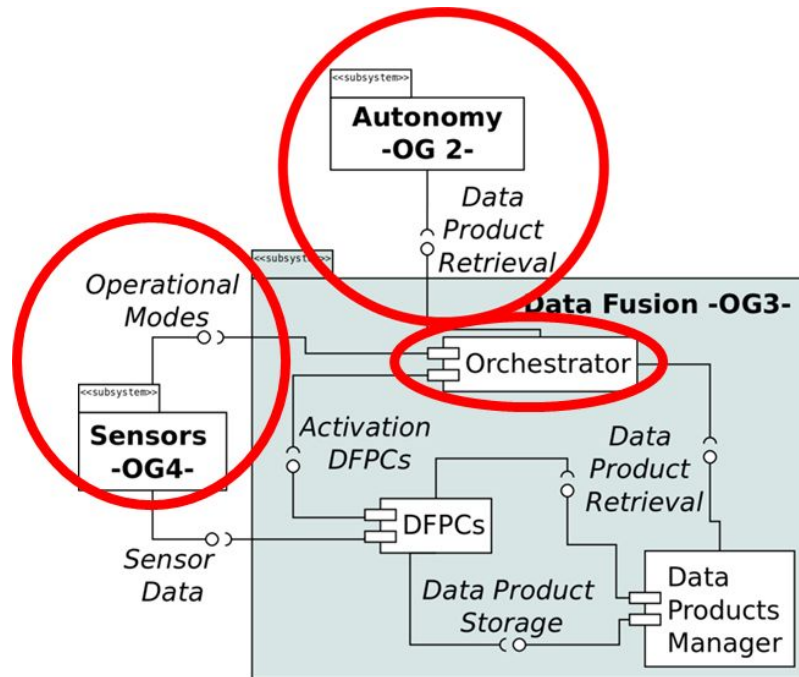 <<subsystem>>
Autonomy
-OG 2-
Data
Product
Retrieval
<<subsystem>>
Operational
Modes
Data Fusion -OG3-
Orchestrator
<<subsystem>>
Sensors
-OG4-
Activation
DFPCs
Data
Product
Retrieval
DFPCs
Sensor
Data
Data Product
Storage
Data
Products
Manager